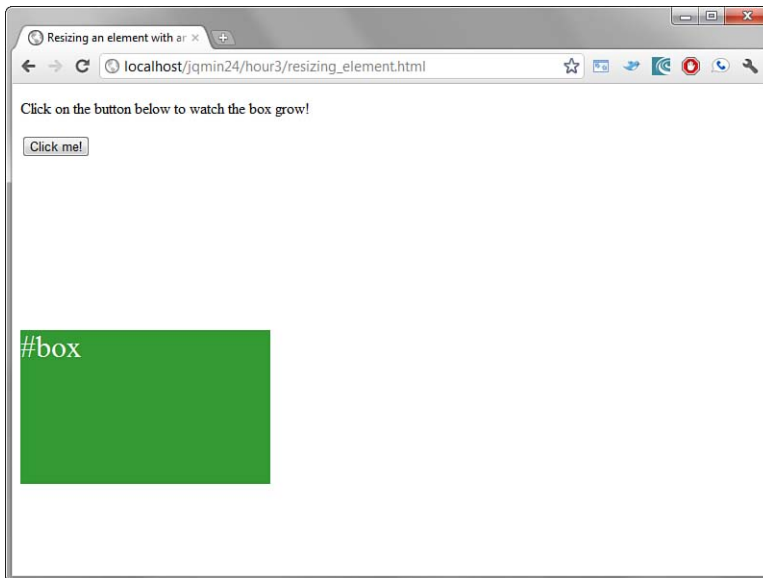 Resizing an element with ar
localhost/jqmin24/hour3/resizing_element.html
Click on the button below to watch the box grow!
Click me!
#box